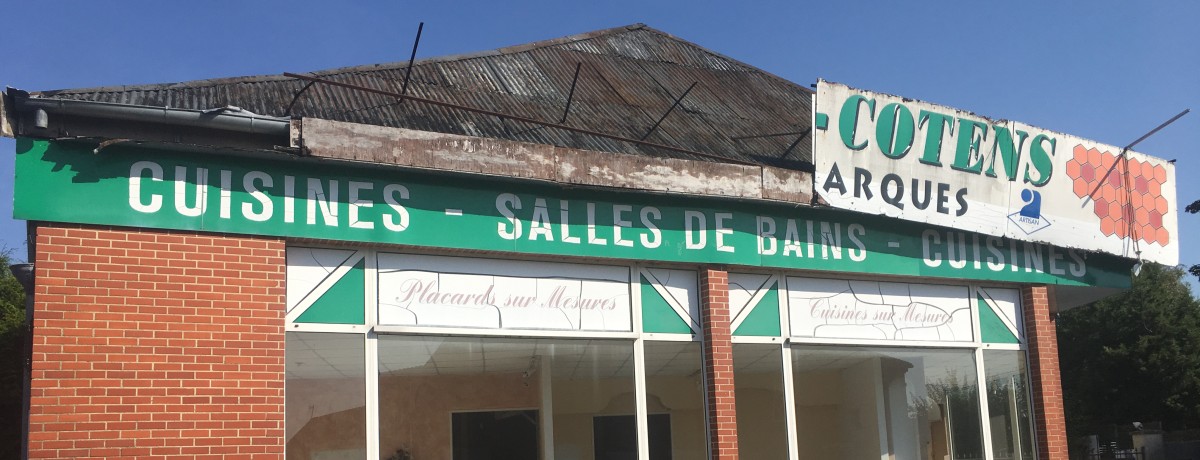 -COTENS
ARQUES
ARTISAN
CUISINES - SALLES DE BAINS - CUISINES
Placards sur Mesures
Cuisines sur Mesures